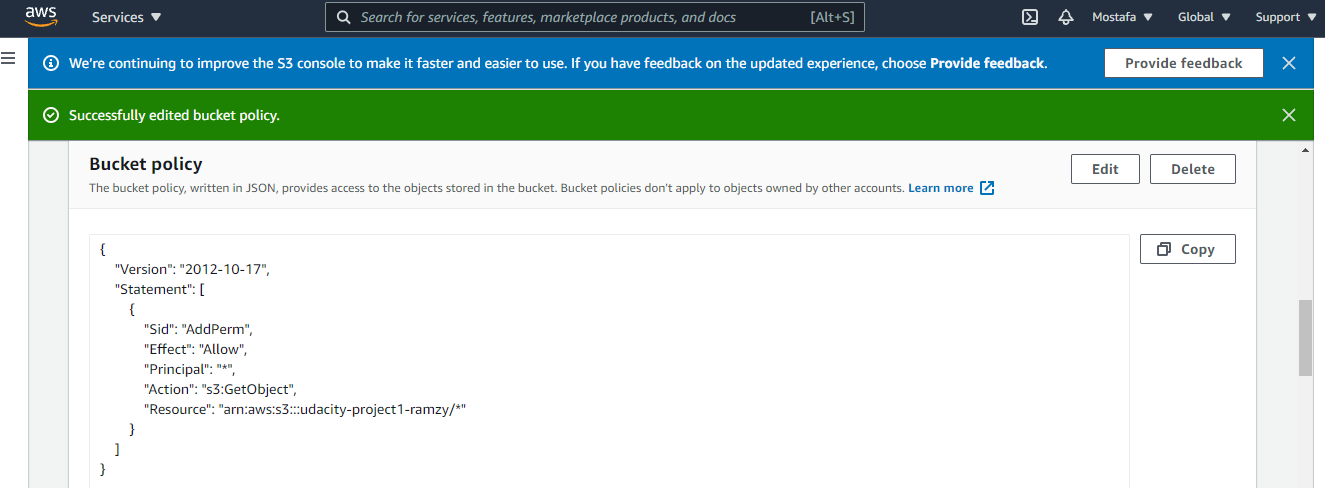 aws
Services
Search for services, features, marketplace products, and docs
[Alt+S]
Mostafa
Global
Support
We're continuing to improve the S3 console to make it faster and easier to use. If you have feedback on the updated experience, choose Provide feedback.
Provide feedback
Successfully edited bucket policy.
Bucket policy
The bucket policy, written in JSON, provides access to the objects stored in the bucket. Bucket policies don't apply to objects owned by other accounts. Learn more
Edit
Delete
Copy
{
"Version": "2012-10-17",
"Statement": [
{
"Sid": "AddPerm",
"Effect": "Allow",
"Principal": "*",
"Action": "s3:GetObject",
"Resource": "arn:aws:s3:::udacity-project1-ramzy/*"
}
]
}